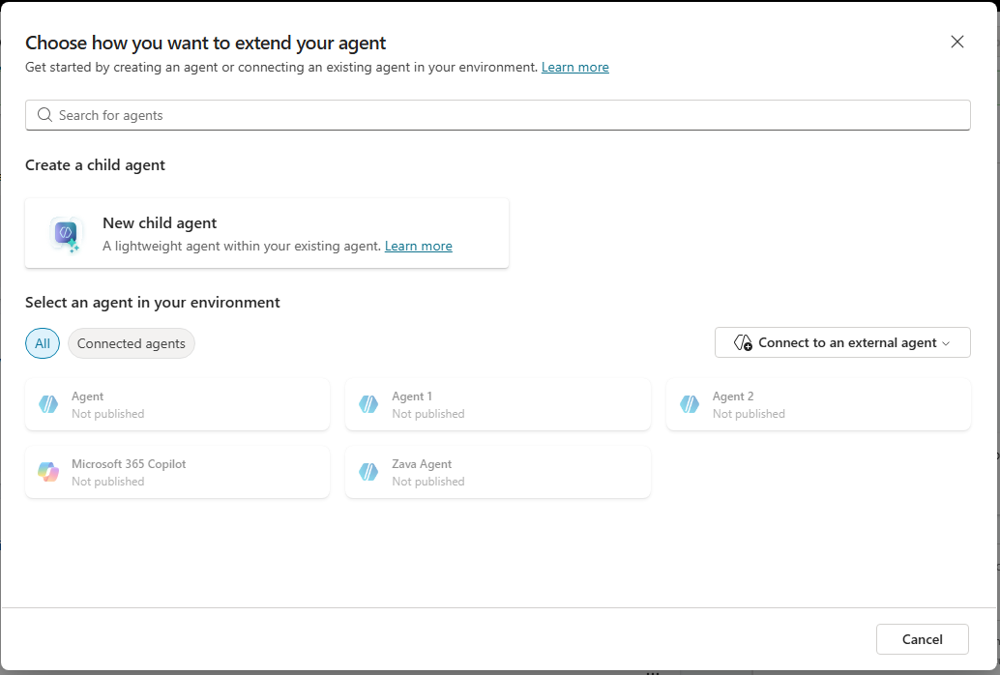 Choose how you want to extend your agent
Get started by creating an agent or connecting an existing agent in your environment. Learn more
Search for agents
Create a child agent
New child agent
A lightweight agent within your existing agent. Learn more
Select an agent in your environment
All
Connected agents
Connect to an external agent
Agent
Not published
Agent 1
Not published
Agent 2
Not published
Microsoft 365 Copilot
Not published
Zava Agent
Not published
Cancel